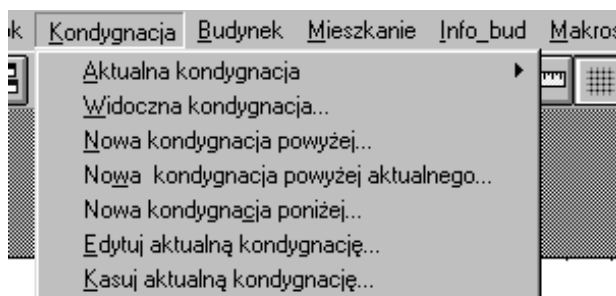 k Kondygnacja Budynek Mieszkanie Info_bud Makros
Aktualna kondygnacja
Widoczna kondygnacja...
Nowa kondygnacja powyżej...
Nowa kondygnacja powyżej aktualnego...
Nowa kondygnacja poniżej...
Edytuj aktualną kondygnację...
Kasuj aktualną kondygnację...